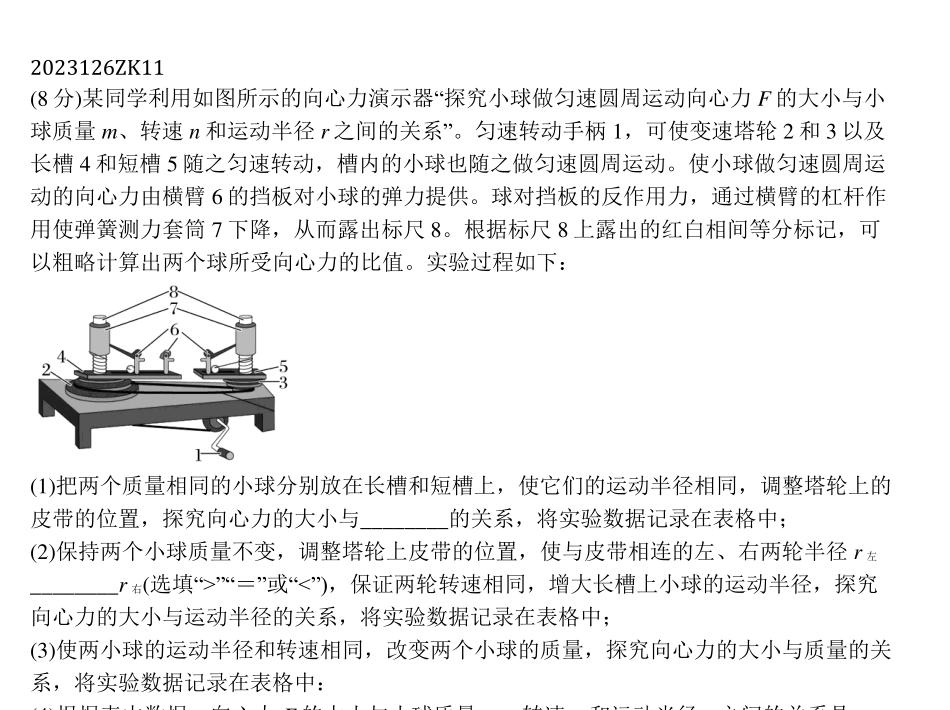 2023126ZK11
(8分)某同学利用如图所示的向心力演示器“探究小球做匀速圆周运动向心力 F 的大小与小
球质量 m、转速 n 和运动半径 r 之间的关系”。匀速转动手柄 1，可使变速塔轮 2 和 3 以及
长槽 4 和短槽 5 随之匀速转动，槽内的小球也随之做匀速圆周运动。使小球做匀速圆周运
动的向心力由横臂 6 的挡板对小球的弹力提供。球对挡板的反作用力，通过横臂的杠杆作
用使弹簧测力套筒 7 下降，从而露出标尺 8。根据标尺 8 上露出的红白相间等分标记，可
以粗略计算出两个球所受向心力的比值。实验过程如下：
8
7
6
4
5
2
3
1
(1)把两个质量相同的小球分别放在长槽和短槽上，使它们的运动半径相同，调整塔轮上的
皮带的位置，探究向心力的大小与________的关系，将实验数据记录在表格中；
(2)保持两个小球质量不变，调整塔轮上皮带的位置，使与皮带相连的左、右两轮半径 r左
________r右(选填“>”“＝”或“<”)，保证两轮转速相同，增大长槽上小球的运动半径，探究
向心力的大小与运动半径的关系，将实验数据记录在表格中；
(3)使两小球的运动半径和转速相同，改变两个小球的质量，探究向心力的大小与质量的关
系，将实验数据记录在表格中：